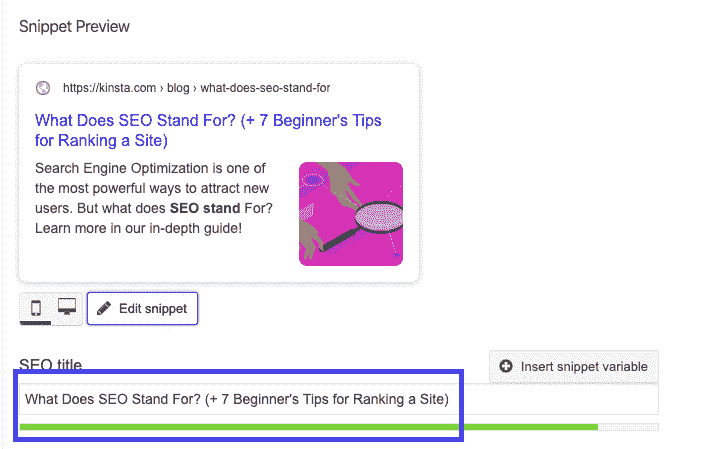 Snippet Preview
https://kinsta.com › blog › what-does-seo-stand-for
What Does SEO Stand For? (+ 7 Beginner's Tips
for Ranking a Site)
Search Engine Optimization is one of
the most powerful ways to attract new
users. But what does SEO stand For?
Learn more in our in-depth guide!
Edit snippet
SEO title
Insert snippet variable
What Does SEO Stand For? (+ 7 Beginner's Tips for Ranking a Site)